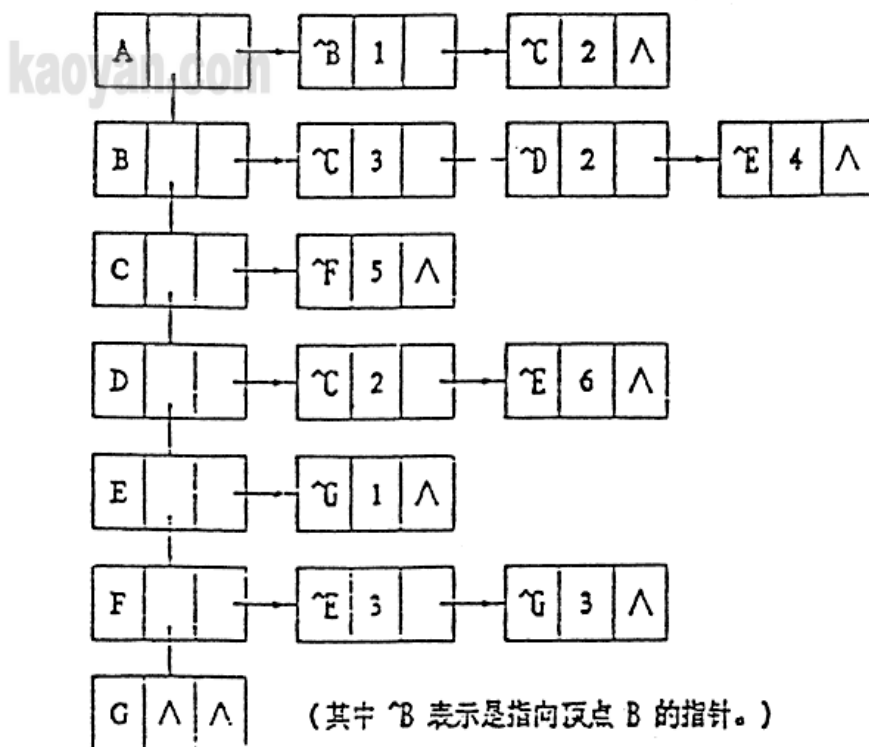 kaoyan.com
A ^B 1 ^C 2 ∧
B ^C 3 ^D 2 ^E 4 ∧
C ^F 5 ∧
D ^C 2 ^E 6 ∧
E ^G 1 ∧
F ^E 3 ^G 3 ∧
G ∧ ∧
(其中 ^B 表示是指向顶点 B 的指针。)